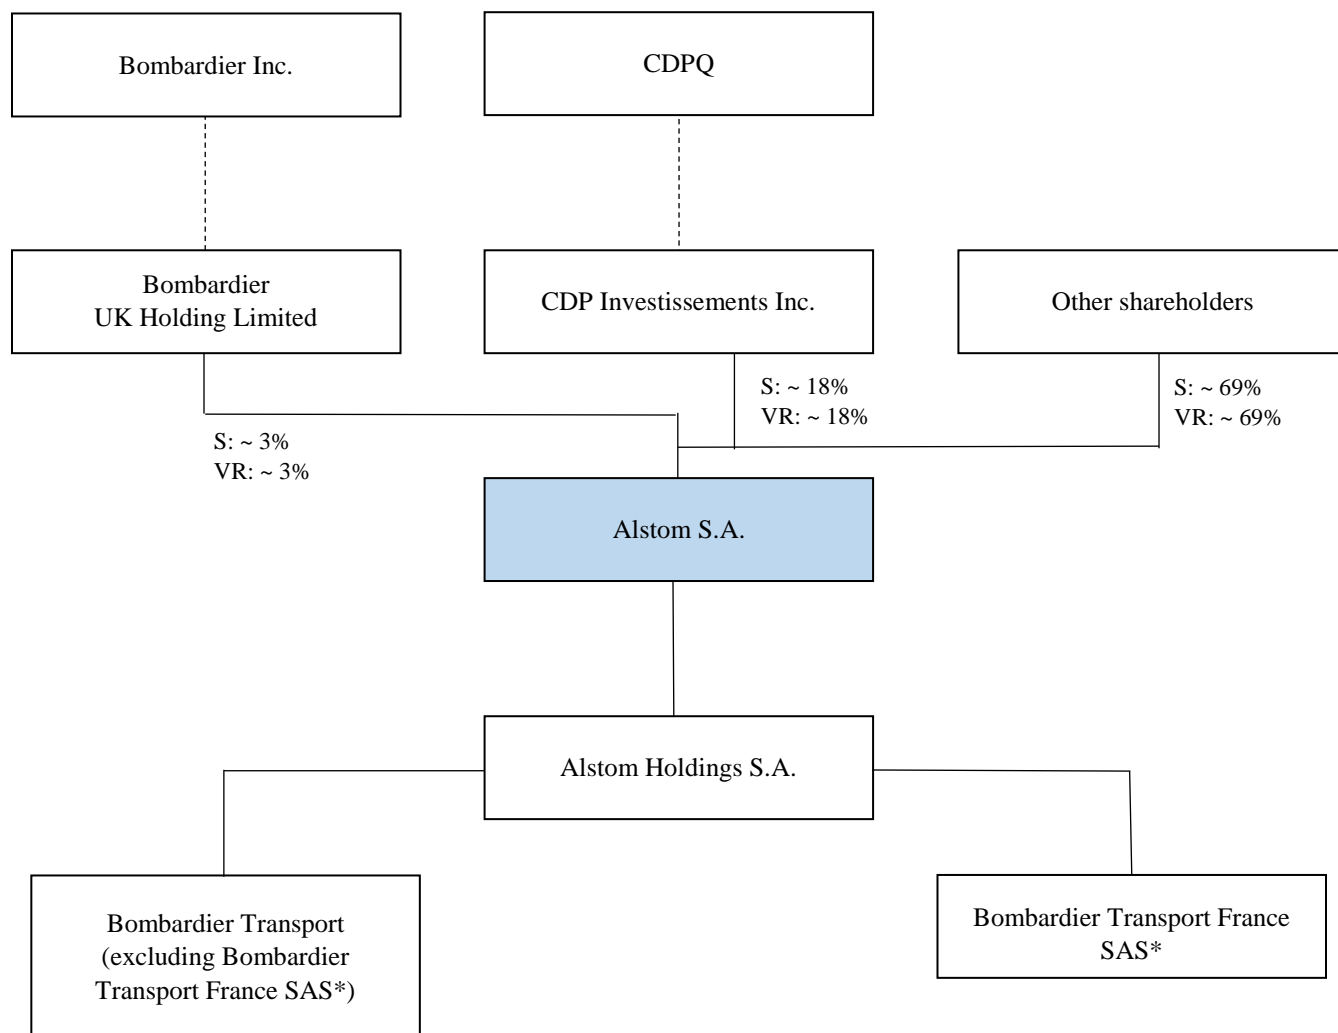 Bombardier Inc.
CDPQ
Bombardier
UK Holding Limited
CDP Investissements Inc.
Other shareholders
S: ~ 3%
VR: ~ 3%
S: ~ 18%
VR: ~ 18%
S: ~ 69%
VR: ~ 69%
Alstom S.A.
Alstom Holdings S.A.
Bombardier Transport
(excluding Bombardier
Transport France SAS*)
Bombardier Transport France
SAS*